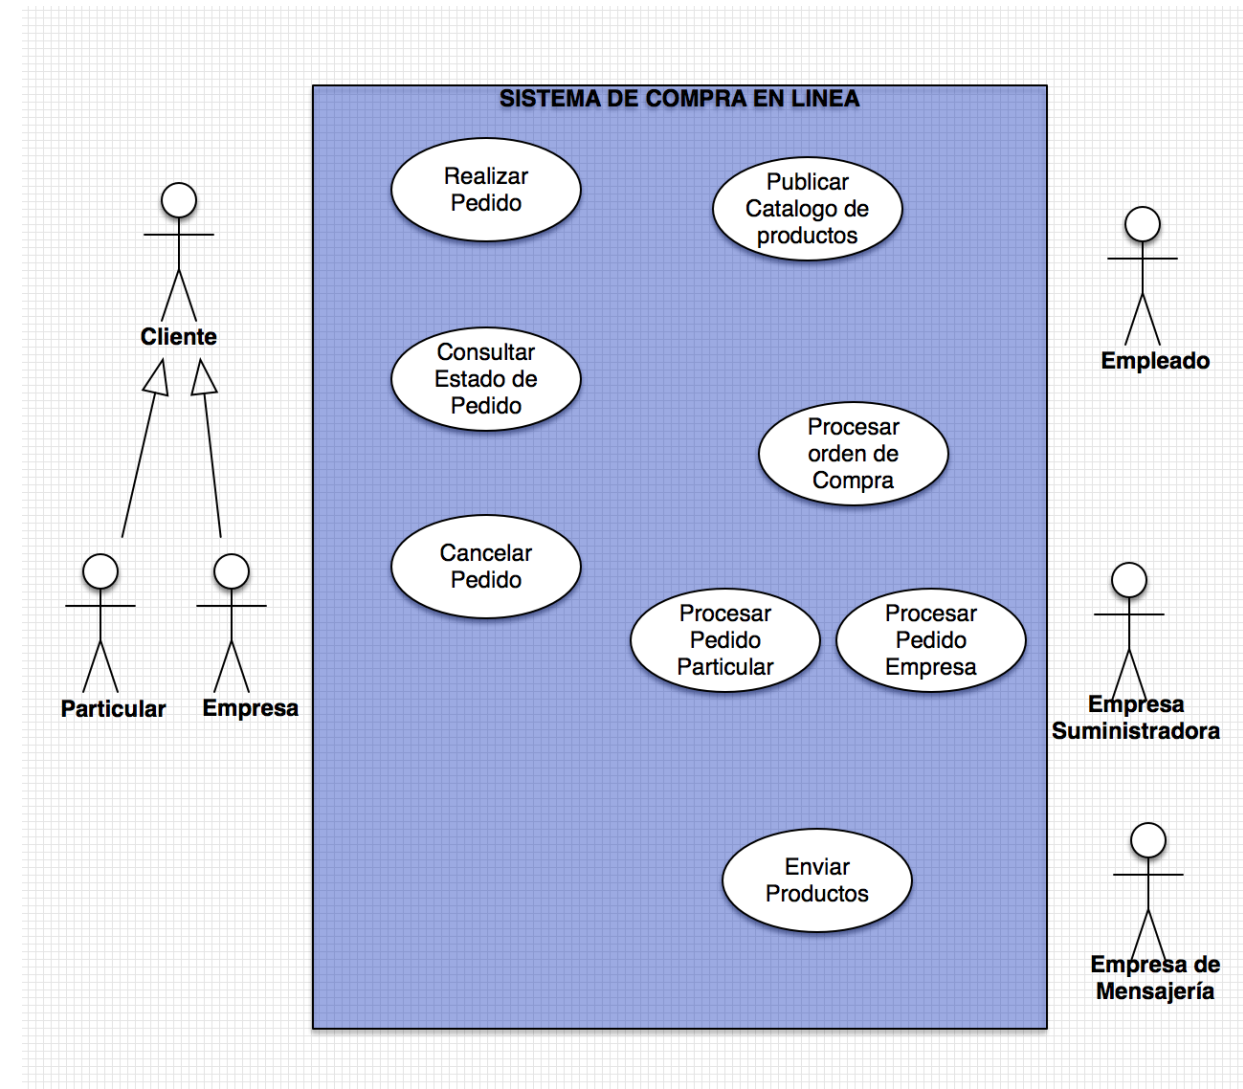 SISTEMA DE COMPRA EN LINEA
Realizar
Pedido
Publicar
Catalogo de
productos
Cliente
Empleado
Consultar
Estado de
Pedido
Procesar
orden de
Compra
Cancelar
Pedido
Procesar
Pedido
Particular
Procesar
Pedido
Empresa
Particular
Empresa
Empresa
Suministradora
Enviar
Productos
Empresa de
Mensajería